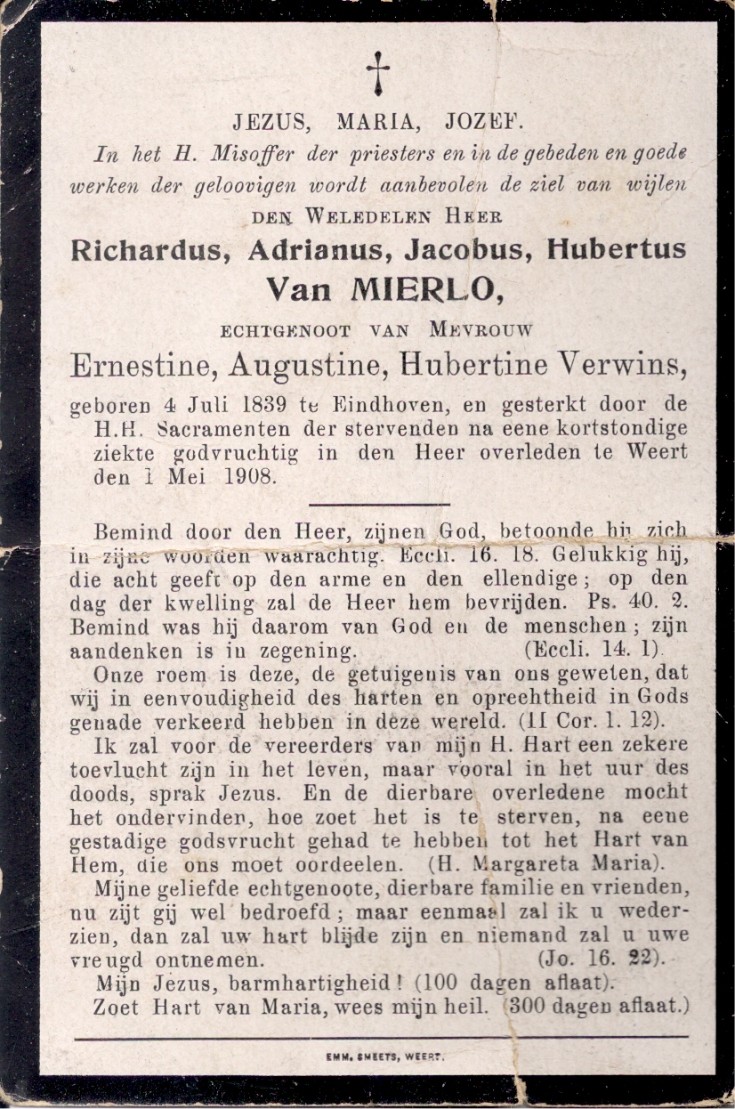 JEZUS, MARIA, JOZEF.
In het H. Misoffer der priesters en in de gebeden en goede
werken der geloovigen wordt aanbevolen de ziel van wijlen
DEN WELEDELEN HEER
Richardus, Adrianus, Jacobus, Hubertus
Van MIERLO,
ECHTGENOOT VAN MEVROUW
Ernestine, Augustine, Hubertine Verwins,
geboren 4 Juli 1839 te Eindhoven, en gesterkt door de
H.H. Sacramenten der stervenden na eene kortstondige
ziekte godvruchtig in den Heer overleden te Weert
den 1 Mei 1908.
Bemind door den Heer, zijnen God, betoonde hij zich
in zijne woorden waarachtig. Eccli. 16. 18. Gelukkig hij,
die acht geeft op den arme en den ellendige; op den
dag der kwelling zal de Heer hem bevrijden. Ps. 40. 2.
Bemind was hij daarom van God en de menschen; zijn
aandenken is in zegening. (Eccli. 14. 1).
Onze roem is deze, de getuigenis van ons geweten, dat
wij in eenvoudigheid des harten en oprechtheid in Gods
genade verkeerd hebben in deze wereld. (II Cor. 1. 12).
Ik zal voor de vereerders van mijn H. Hart een zekere
toevlucht zijn in het leven, maar vooral in het uur des
doods, sprak Jezus. En de dierbare overledene mocht
het ondervinden, hoe zoet het is te sterven, na eene
gestadige godsvrucht gehad te hebben tot het Hart van
Hem, die ons moet oordeelen. (H. Margareta Maria).
Mijne geliefde echtgenoote, dierbare familie en vrienden,
nu zijt gij wel bedroefd; maar eenmaal zal ik u weder-
zien, dan zal uw hart blijde zijn en niemand zal u uwe
vreugd ontnemen. (Jo. 16. 22).
Mijn Jezus, barmhartigheid! (100 dagen aflaat).
Zoet Hart van Maria, wees mijn heil. (300 dagen aflaat.)
EMM. SMEETS, WEERT.